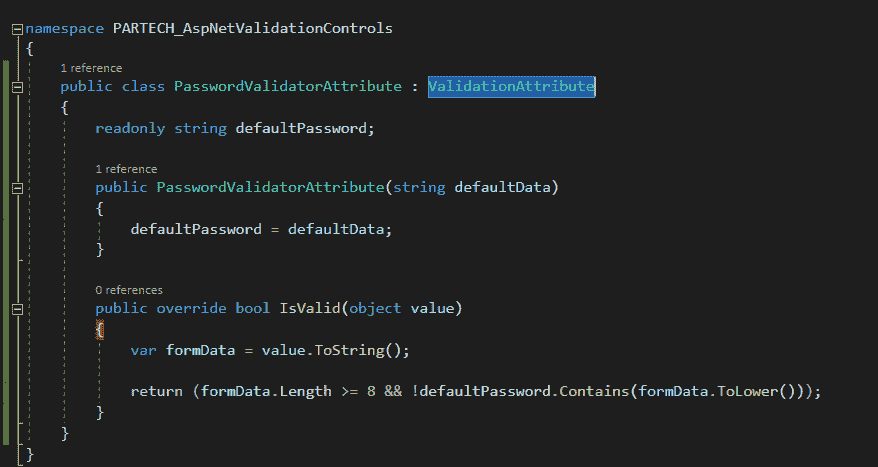 namespace PARTECH_AspNetValidationControls
{
1 reference
public class PasswordValidatorAttribute : ValidationAttribute
{
readonly string defaultPassword;
1 reference
public PasswordValidatorAttribute(string defaultData)
{
defaultPassword = defaultData;
}
0 references
public override bool IsValid(object value)
{
var formData = value.ToString();
return (formData.Length >= 8 && !defaultPassword.Contains(formData.ToLower()));
}
}
}